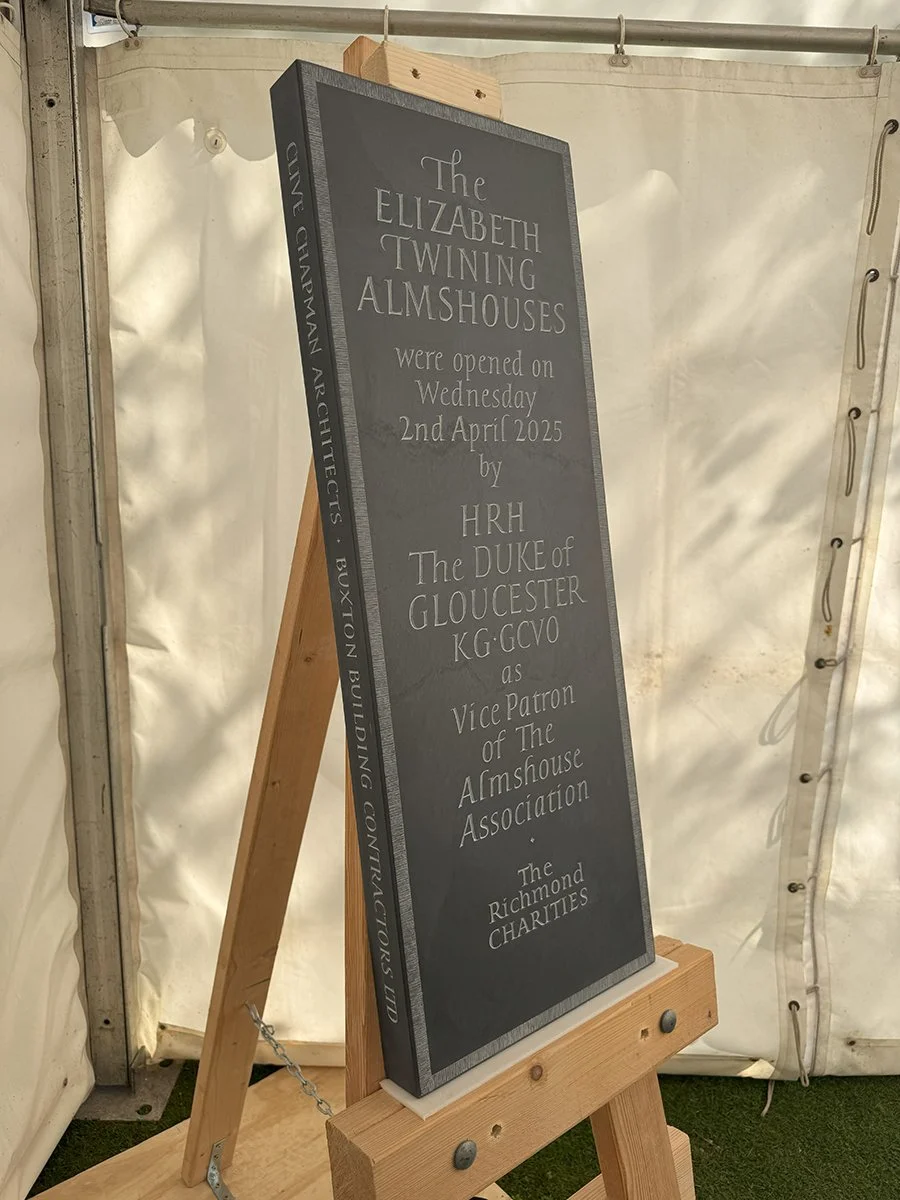 The
ELIZABETH
TWINING
ALMSHOUSES
were opened on
Wednesday
2nd April 2025
by
HRH
The DUKE of
GLOUCESTER
KG·GCVO
as
Vice Patron
of The
Almshouse
Association
The
Richmond
CHARITIES
CLIVE CHAPMAN ARCHITECTS · BUXTON BUILDING CONTRACTORS LTD